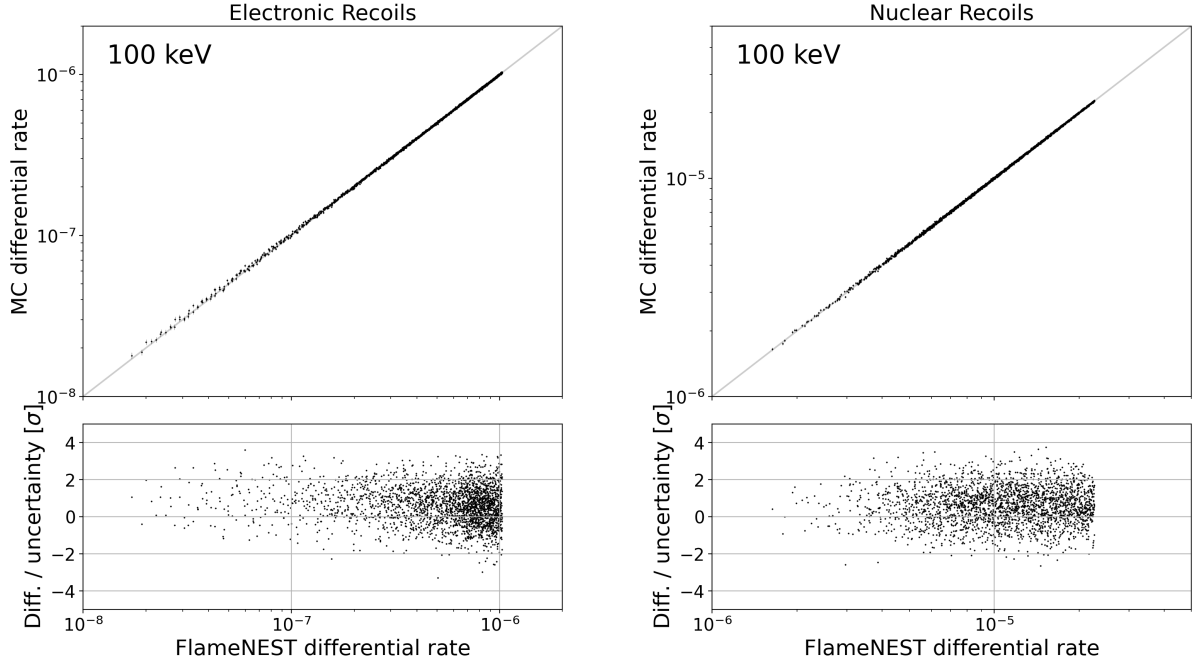 Electronic Recoils
100 keV
MC differential rate
10⁻⁶
10⁻⁷
10⁻⁸
Diff. / uncertainty [σ]
4
2
0
−2
−4
10⁻⁸
10⁻⁷
10⁻⁶
FlameNEST differential rate
Nuclear Recoils
100 keV
MC differential rate
10⁻⁵
10⁻⁶
Diff. / uncertainty [σ]
4
2
0
−2
−4
10⁻⁶
10⁻⁵
FlameNEST differential rate